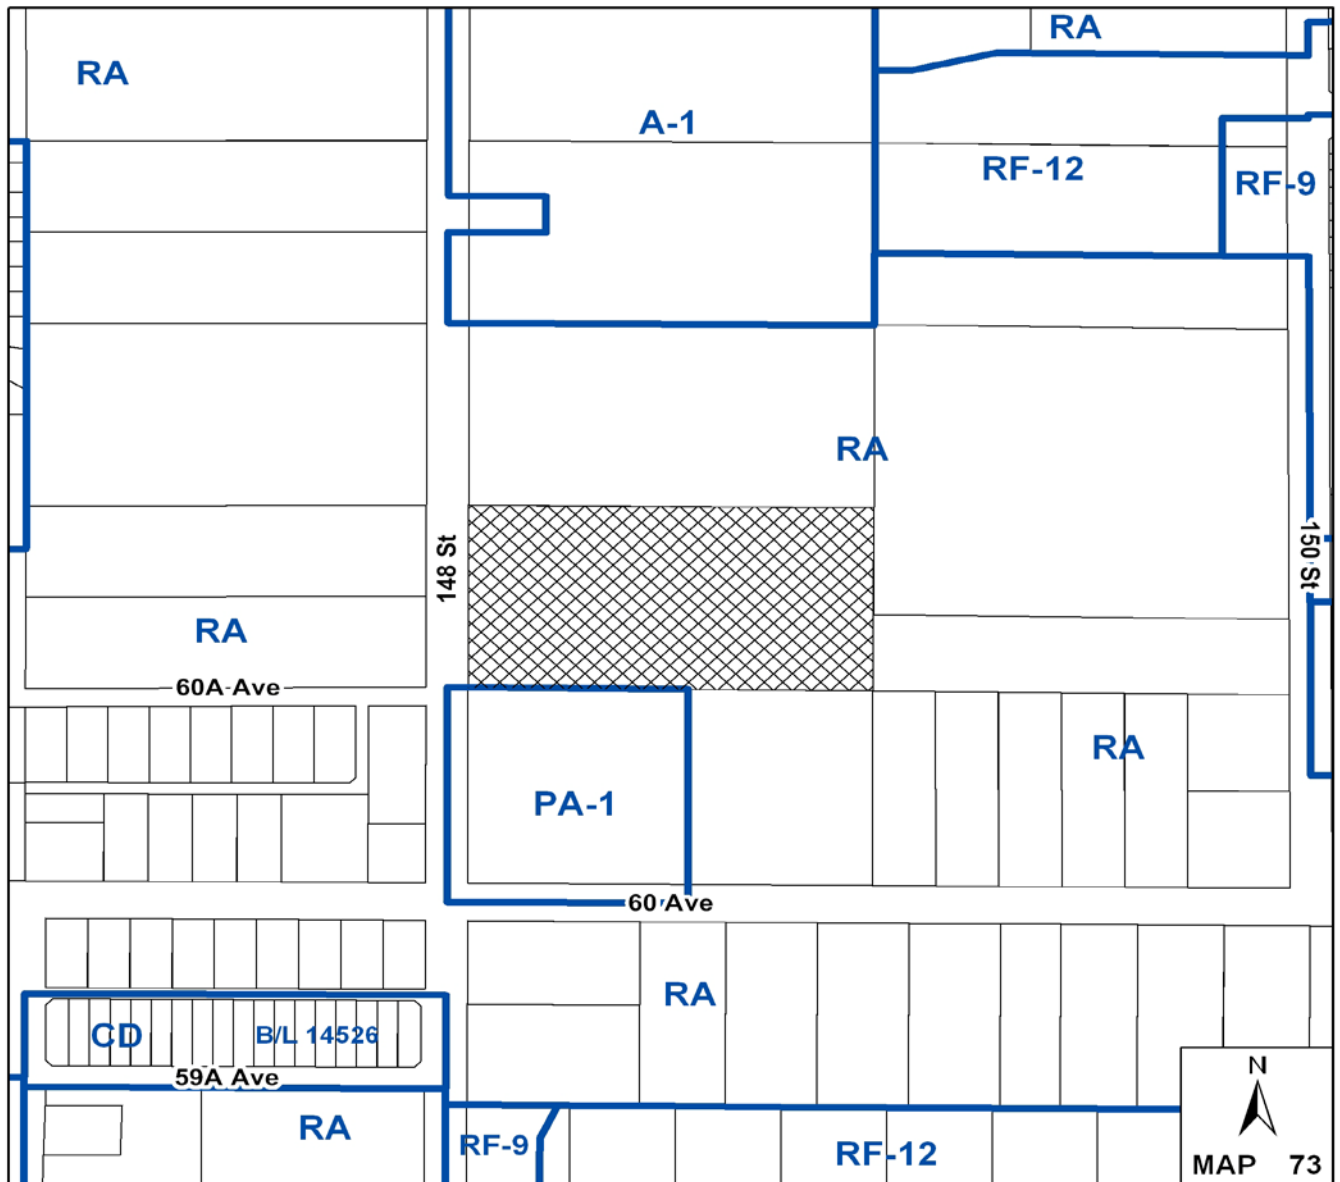 RA
RA
A-1
RF-12
RF-9
RA
148 St
150 St
RA
60A Ave
RA
PA-1
60 Ave
RA
CD B/L 14526
59A Ave
RA
RF-9
RF-12
N
MAP 73